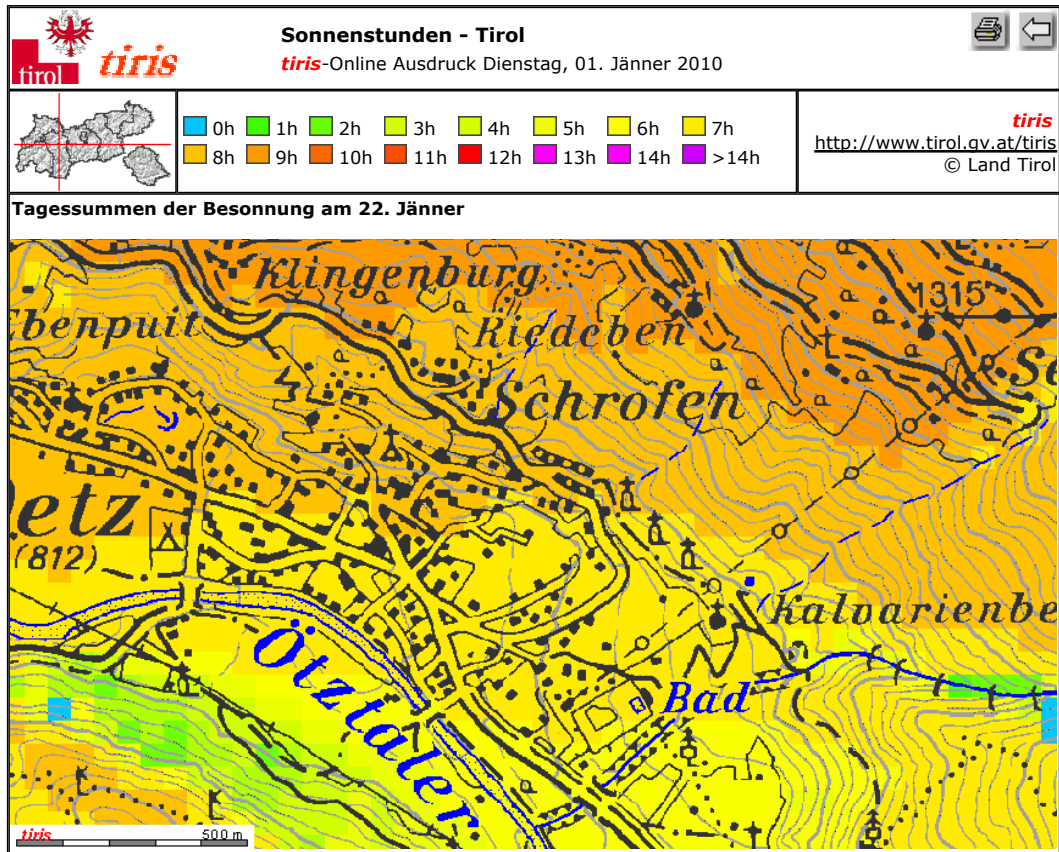 Sonnenstunden - Tirol
tiris
tiris-Online Ausdruck Dienstag, 01. Jänner 2010
tirol
0h 1h 2h 3h 4h 5h 6h 7h
8h 9h 10h 11h 12h 13h 14h >14h
tiris
http://www.tirol.gv.at/tiris
© Land Tirol
Tagessummen der Besonnung am 22. Jänner
Klingenburg
1315
Ebenpuit
Riedeben
Schrofen
Se
etz
(812)
Kalvarienbe
Ötztaler
Bad
tiris
500 m